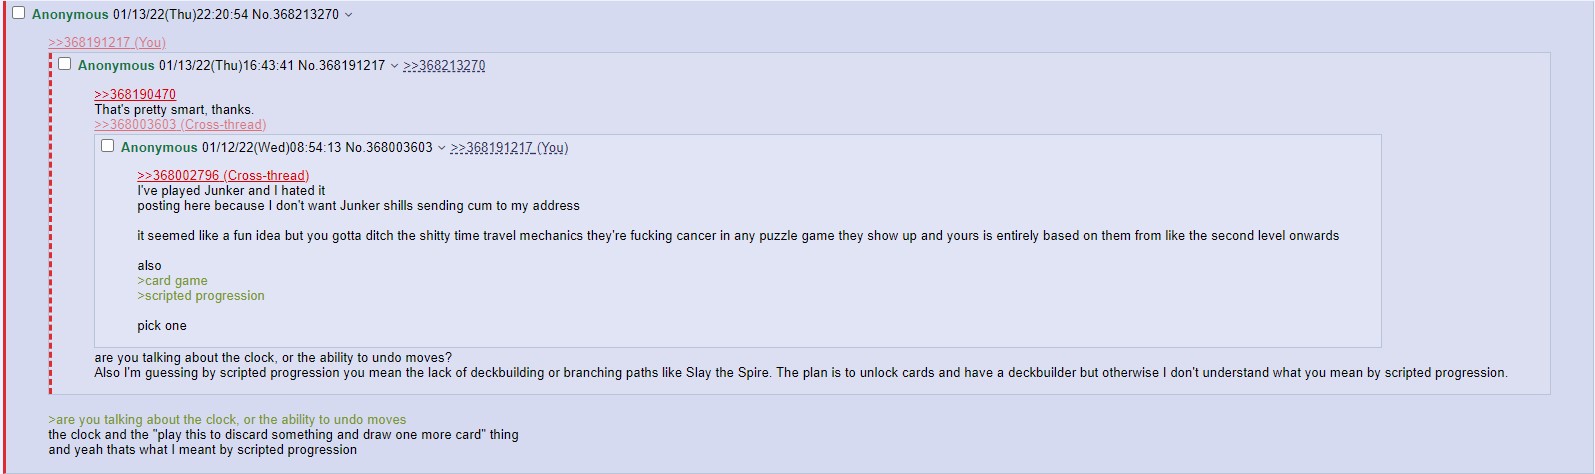 Anonymous 01/13/22(Thu)22:20:54 No.368213270
>>368191217 (You)
Anonymous 01/13/22(Thu)16:43:41 No.368191217 >>368213270
>>368190470
That's pretty smart, thanks.
>>368003603 (Cross-thread)
Anonymous 01/12/22(Wed)08:54:13 No.368003603 >>368191217 (You)
>>368002796 (Cross-thread)
I've played Junker and I hated it
posting here because I don't want Junker shills sending cum to my address
it seemed like a fun idea but you gotta ditch the shitty time travel mechanics they're fucking cancer in any puzzle game they show up and yours is entirely based on them from like the second level onwards
also
>card game
>scripted progression
pick one
are you talking about the clock, or the ability to undo moves?
Also I'm guessing by scripted progression you mean the lack of deckbuilding or branching paths like Slay the Spire. The plan is to unlock cards and have a deckbuilder but otherwise I don't understand what you mean by scripted progression.
>are you talking about the clock, or the ability to undo moves
the clock and the "play this to discard something and draw one more card" thing
and yeah thats what I meant by scripted progression